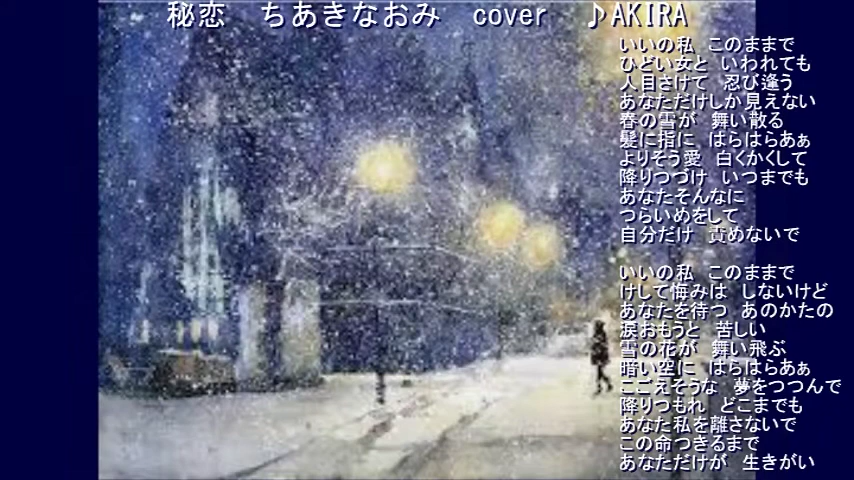 秘恋　ちあきなおみ　cover　♪AKIRA
いいの私　このままで
ひどい女と　いわれても
人目さけて　忍び逢う
あなただけしか見えない
春の雪が　舞い散る
髪に指に　はらはらあぁ
よりそう愛　白くかくして
降りつづけ　いつまでも
あなたそんなに
つらいめをして
自分だけ　責めないで
いいの私　このままで
けして悔みは　しないけど
あなたを待つ　あのかたの
涙おもうと　苦しい
雪の花が　舞い飛ぶ
暗い空に　はらはらあぁ
こごえそうな　夢をつつんで
降りつもれ　どこまでも
あなた私を離さないで
この命つきるまで
あなただけが　生きがい